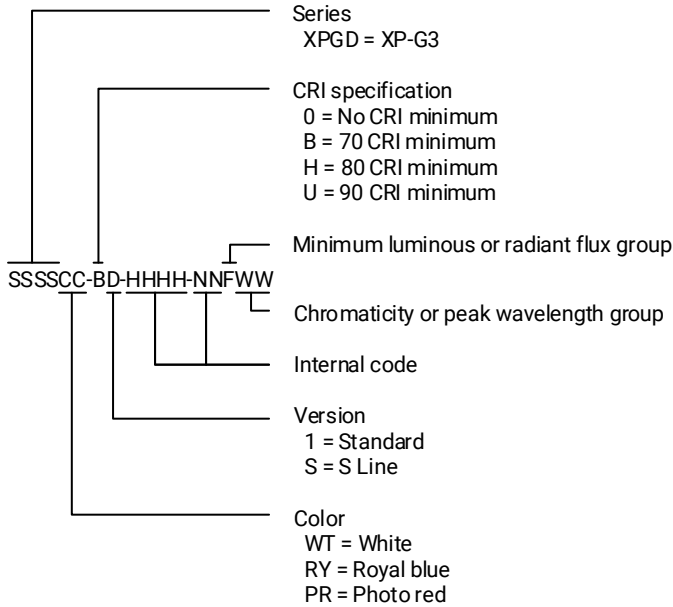 Series
XPGD = XP-G3
CRI specification
0 = No CRI minimum
B = 70 CRI minimum
H = 80 CRI minimum
U = 90 CRI minimum
Minimum luminous or radiant flux group
SSSSCC-BD-HHHH-NNFWW
Chromaticity or peak wavelength group
Internal code
Version
1 = Standard
S = S Line
Color
WT = White
RY = Royal blue
PR = Photo red